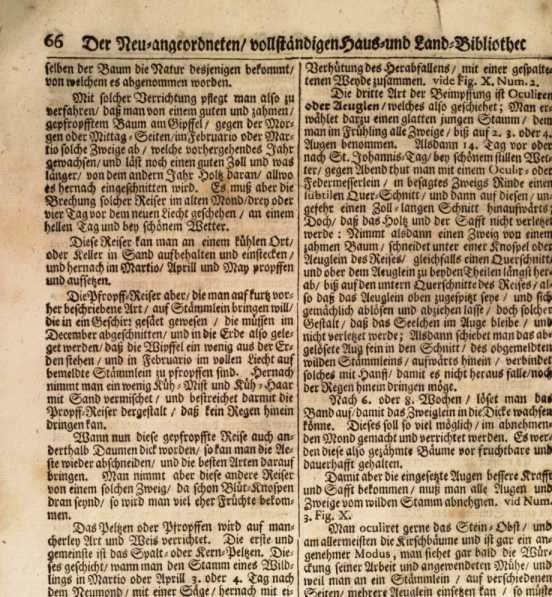 66 Der Neu-angeordneten/ vollständigen Haus-und Land-Bibliothec
selben der Baum die Natur desjenigen bekommt/
von welchem es abgenommen worden.
Mit solcher Verrichtung pflegt man also zu
verfahren/ daß man von einem guten und zahmen/
gepfropfftem Baum am Gipffel/ gegen der Mor-
gen oder Mittag-Seiten/ im Februario oder Mar-
tio solche Zweige ab/ welche vorhergehendes Jahr
gewachsen/ und läst noch einen guten Zoll und was
länger/ von dem andern Jahr Holtz daran/ allwo
es hernach eingeschnitten wird. Es muß aber die
Brechung solcher Reiser im alten Mond/ drey oder
vier Tag vor dem neuen Liecht geschehen/ an einem
hellen Tag und bey schönem Wetter.
Diese Reiser kan man an einem kühlen Ort/
oder Keller in Sand aufbehalten und einstecken/
und hernach im Martio/ Aprill und May propffen
und aufsetzen.
Die Pfropff-Reiser aber/ die man auf kurtz vor-
her beschriebene Art/ auf Stämmlein bringen will/
die in ein Geschirr gesäet gewesen/ die müssen im
December abgeschnitten/ und in die Erde also gele-
get werden/ daß die Wipffel ein wenig aus der Er-
den stehen/ und in Februario im vollen Liecht auf
bemeldte Stämmlein zu pfropffen sind. Hernach
nimmt man ein wenig Küh-Mist und Küh-Haar
mit Sand vermischet/ und bestreichet darmit die
Propff-Reiser dergestalt/ daß kein Regen hinein
dringen kan.
Wann nun diese gepfropffte Reise auch an-
derthalb Daumen dick worden/ so kan man die Ae-
ste wieder abschneiden/ und die besten Arten darauf
bringen. Man nimmt aber diese andere Reiser
von einem solchen Zweig/ da schon Blüt-Knospen
dran seynd/ so wird man viel eher Früchte bekom-
men.
Das Peltzen oder Pfropffen wird auf man-
cherley Art und Weis verrichtet. Die erste und
gemeinste ist das Spalt-oder Kern-Peltzen. Die-
ses geschicht/ wann man den Stamm eines Wild-
lings in Martio oder Aprill 3. oder 4. Tag nach
dem Neumond/ mit einer Säge/ hernach mit ei-
Verhütung des Herabfallens/ mit einer gespalte-
tenen Weyde zusammen. vide Fig. X. Num. 2.
Die dritte Art der Beimpffung ist Oculiren
oder Aeuglen/ welches also geschiehet; Man er-
wählet darzu einen glatten jungen Stamm/ dem
man im Frühling alle Zweige/ biß auf 2. 3. oder 4.
Augen benommen. Alsdann 14. Tag vor oder
nach St. Johannis-Tag/ bey schönem stillen Wet-
ter/ gegen Abend thut man mit einem Oculir-oder
Federmesserlein/ in besagtes Zweigs Rinde einen
subtilen Quer-Schnitt/ und dann auf diesen/ un-
gefehr einen Zoll-langen Schnitt hinaufwärts;
Doch/ daß das Holtz und der Safft nicht verletzet
werde: Nimmt alsdann einen Zweig von einem
zahmen Baum/ schneidet unter einer Knospel oder
Aeuglein des Reises/ gleichfalls einen Querschnitt/
und ober dem Aeuglein zu beyden Theilen längst her-
ab/ biß auf den untern Querschnitte des Reises/ al-
so daß das Aeuglein oben zugespitzt seye/ und sich
gemächlich ablösen und abziehen lasse/ doch solcher
Gestalt/ daß das Seelchen im Auge bleibe/ und
nicht verletzet werde; Alsdann schiebet man das ab-
gelösete Aug fein in den Schnitt/ des obgemeldten
wilden Stämmleins/ aufwärts hinein/ verbindet
solches mit Hanff/ damit es nicht heraus falle/ noch
der Regen hinein dringen möge.
Nach 6. oder 8. Wochen/ löset man das
Band auf/ damit das Zweiglein in die Dicke wachsen
könne. Dieses soll so viel möglich/ im abnehmen-
den Mond gemacht und verrichtet werden. Es wer-
den diese also gezähmte Bäume vor fruchtbare und
dauerhafft gehalten.
Damit aber die eingesetzte Augen bessere Krafft
und Safft bekommen/ muß man alle Augen und
Zweige vom wilden Stamm abnehmen. vid Num.
3. Fig. X.
Man oculiret gerne das Stein-Obst/ und
am allermeisten die Kirschbäume und ist gar ein an-
genehmer Modus, man siehet gar bald die Wür-
ckung seiner Arbeit und angewendeten Mühe/ und
weil man an ein Stämmlein/ auf verschiedenen
Seiten/ mehrere Aeuglein einsetzen kan/ so müste